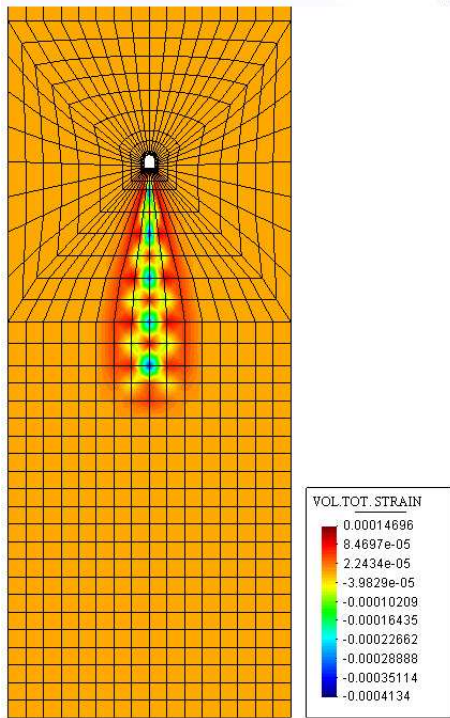 VOL.TOT. STRAIN
0.00014696
8.4697e-05
2.2434e-05
-3.9829e-05
-0.00010209
-0.00016435
-0.00022662
-0.00028888
-0.00035114
-0.0004134